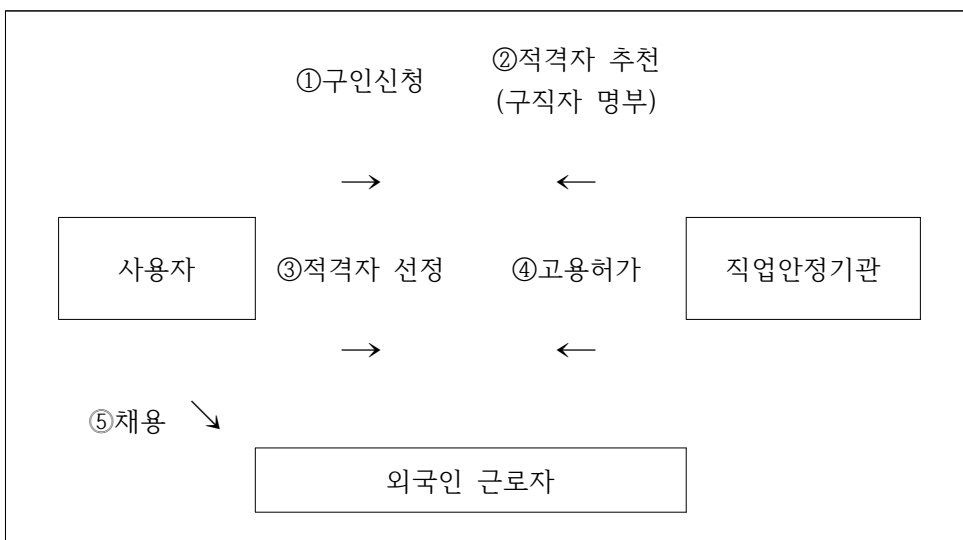 ①구인신청
②적격자 추천
(구직자 명부)
→ ←
사용자 ③적격자 선정 ④고용허가 직업안정기관
→ ←
⑤채용 ↘
외국인 근로자